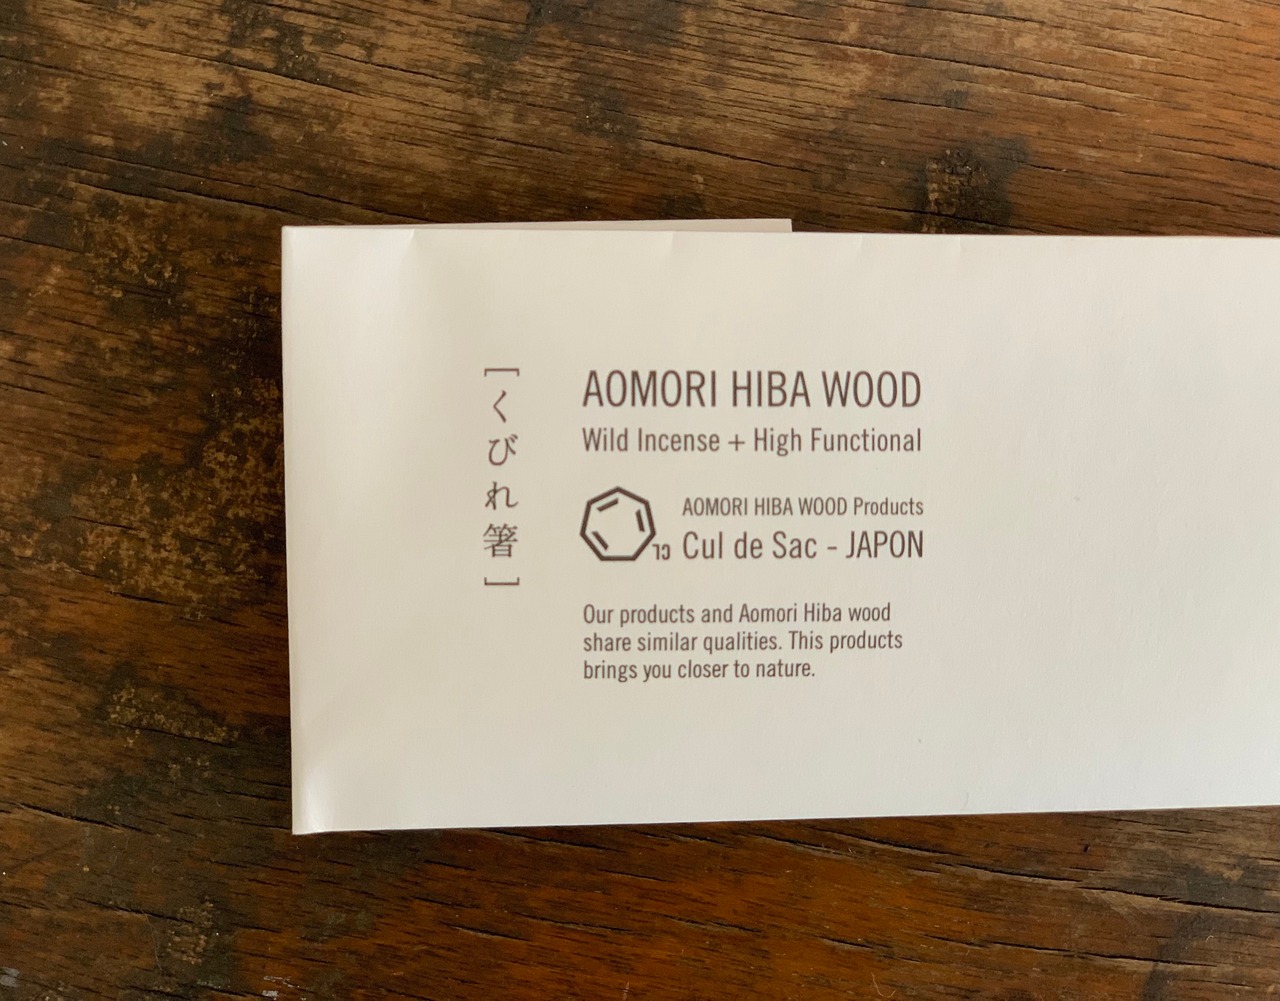 [くびれ箸]
AOMORI HIBA WOOD
Wild Incense + High Functional
AOMORI HIBA WOOD Products
Cul de Sac - JAPON
Our products and Aomori Hiba wood
share similar qualities. This products
brings you closer to nature.